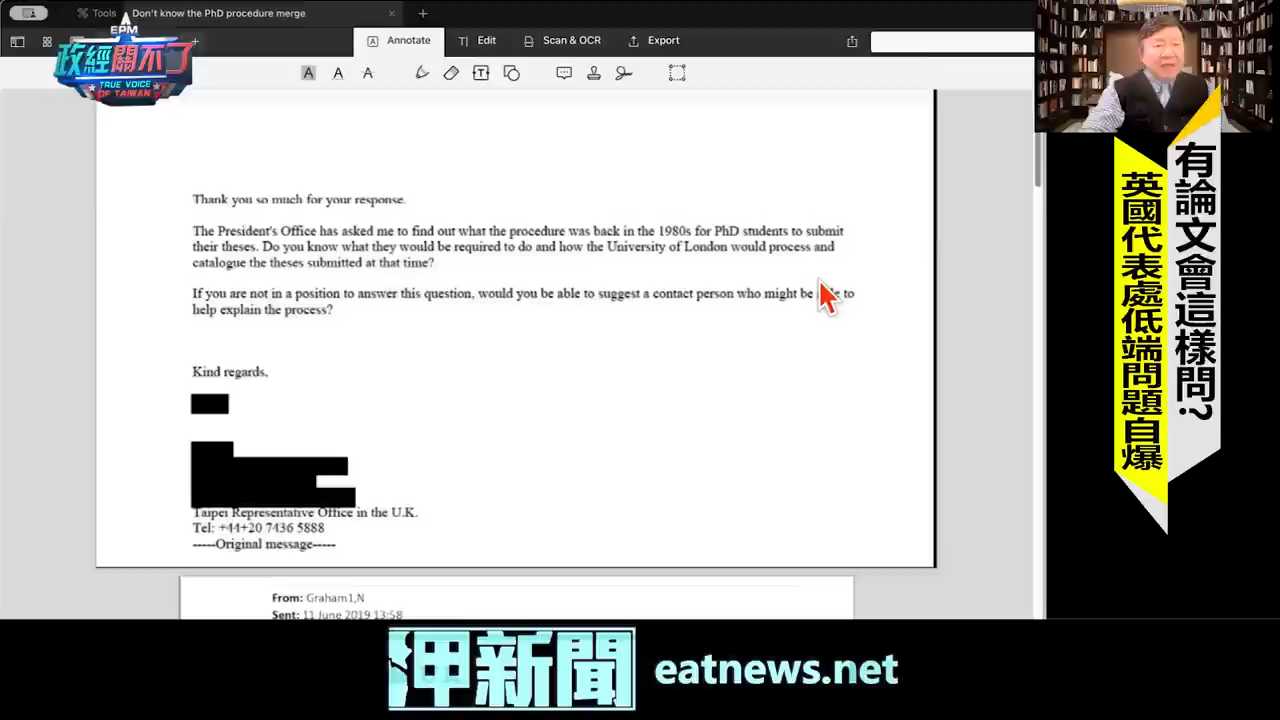 Tools
Don't know the PhD procedure merge
EPM
政經關不了
TRUE VOICE
OF TAIWAN
Annotate
Edit
Scan & OCR
Export
Thank you so much for your response.
The President's Office has asked me to find out what the procedure was back in the 1980s for PhD students to submit
their theses. Do you know what they would be required to do and how the University of London would process and
catalogue the theses submitted at that time?
If you are not in a position to answer this question, would you be able to suggest a contact person who might be to
help explain the process?
Kind regards,
Taipei Representative Office in the U.K.
Tel: +44+20 7436 5888
-----Original message-----
From: Graham1,N
Sent: 11 June 2019 13:58
有論文會這樣問?
英國代表處低端問題自爆
押新聞
eatnews.net